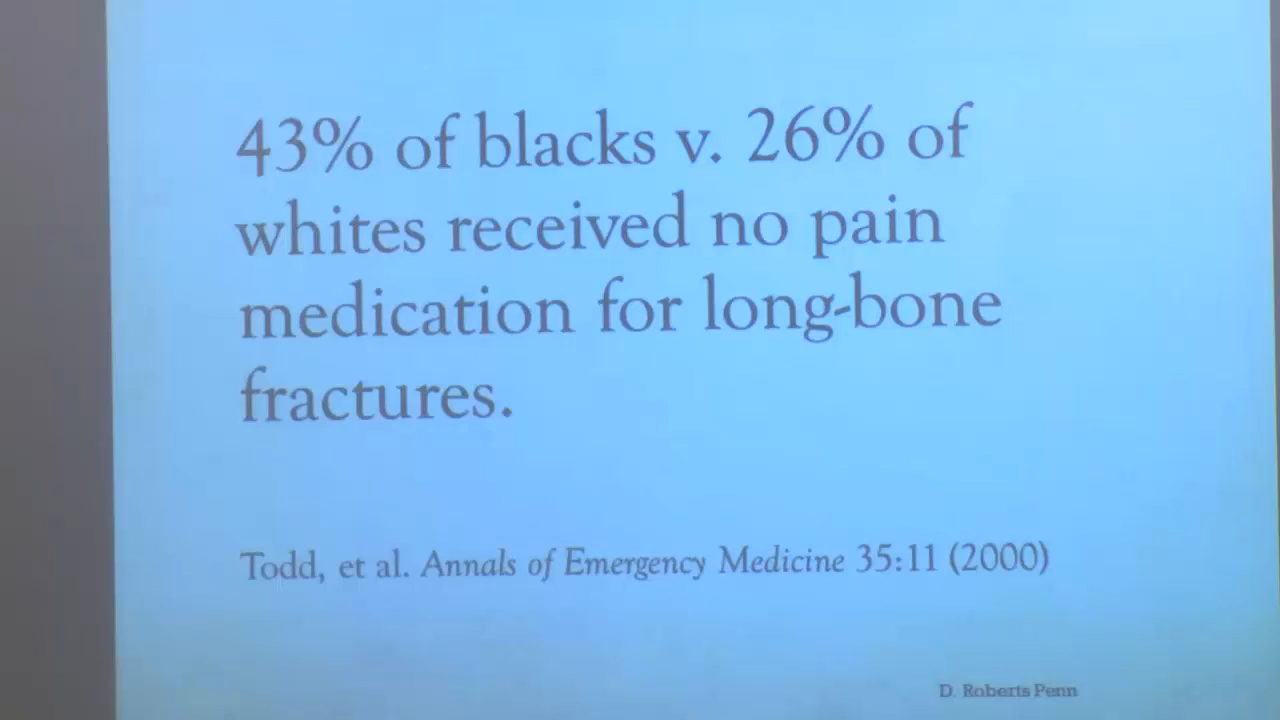 43% of blacks v. 26% of
whites received no pain
medication for long-bone
fractures.
Todd, et al. Annals of Emergency Medicine 35:11 (2000)
D. Roberts Penn